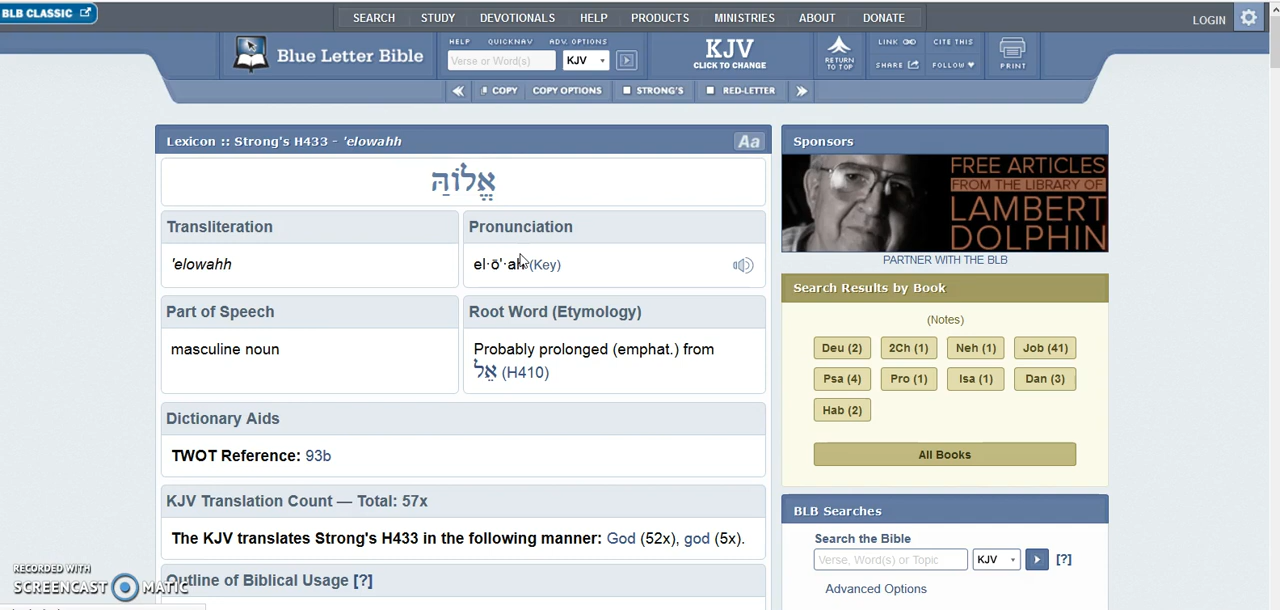 BLB CLASSIC
SEARCH STUDY DEVOTIONALS HELP PRODUCTS MINISTRIES ABOUT DONATE
LOGIN
Blue Letter Bible
HELP QUICKNAV ADV. OPTIONS
Verse or Word(s) KJV
KJV
CLICK TO CHANGE
RETURN
TO TOP
LINK CITE THIS
SHARE FOLLOW
PRINT
COPY COPY OPTIONS STRONG'S RED-LETTER
Lexicon :: Strong's H433 - 'elowahh
Aa
אֱלוֹהַּ
Transliteration
'elowahh
Pronunciation
el·ō'·ah (Key)
Part of Speech
masculine noun
Root Word (Etymology)
Probably prolonged (emphat.) from
אֵל (H410)
Dictionary Aids
TWOT Reference: 93b
KJV Translation Count — Total: 57x
The KJV translates Strong's H433 in the following manner: God (52x), god (5x).
Outline of Biblical Usage [?]
Sponsors
FREE ARTICLES
FROM THE LIBRARY OF
LAMBERT
DOLPHIN
PARTNER WITH THE BLB
Search Results by Book
(Notes)
Deu (2) 2Ch (1) Neh (1) Job (41)
Psa (4) Pro (1) Isa (1) Dan (3)
Hab (2)
All Books
BLB Searches
Search the Bible
Verse, Word(s) or Topic KJV [?]
Advanced Options
RECORDED WITH
SCREENCAST MATIC